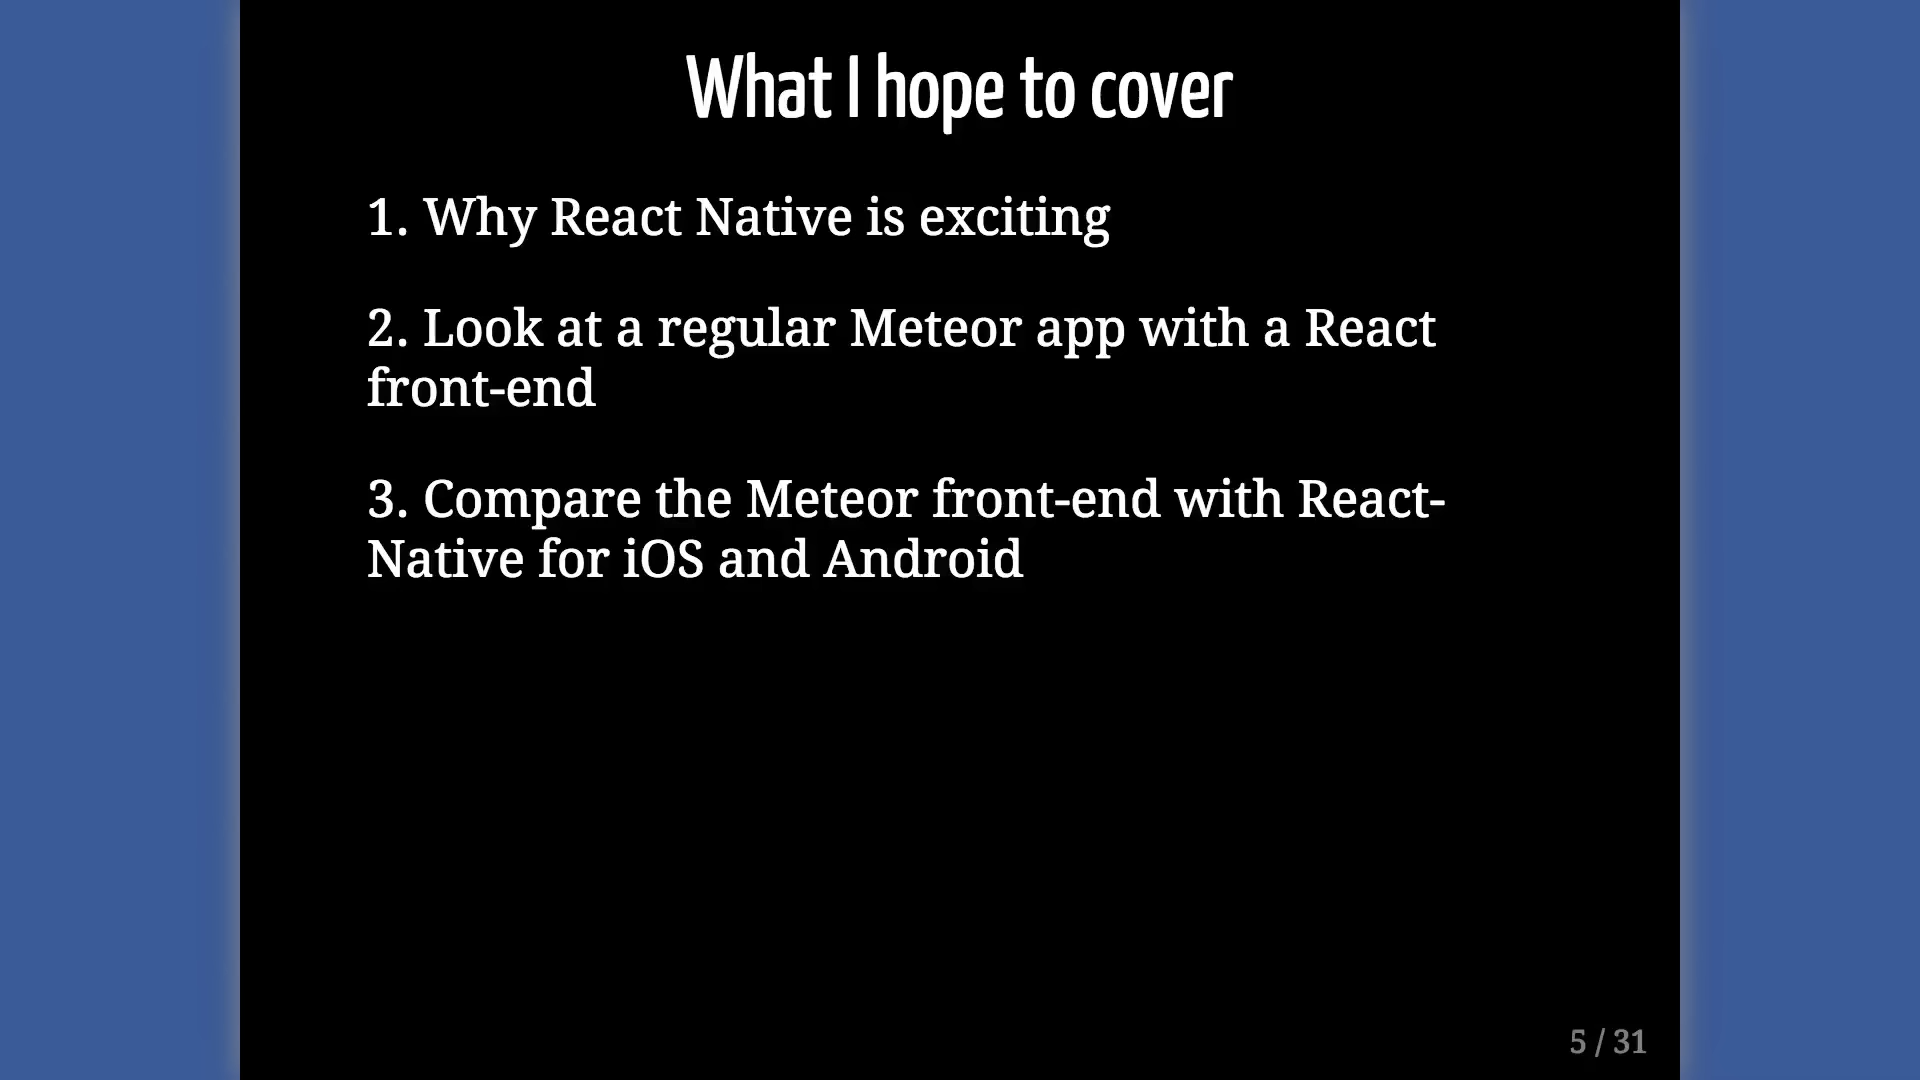 What I hope to cover
1. Why React Native is exciting
2. Look at a regular Meteor app with a React
front-end
3. Compare the Meteor front-end with React-
Native for iOS and Android
5 / 31